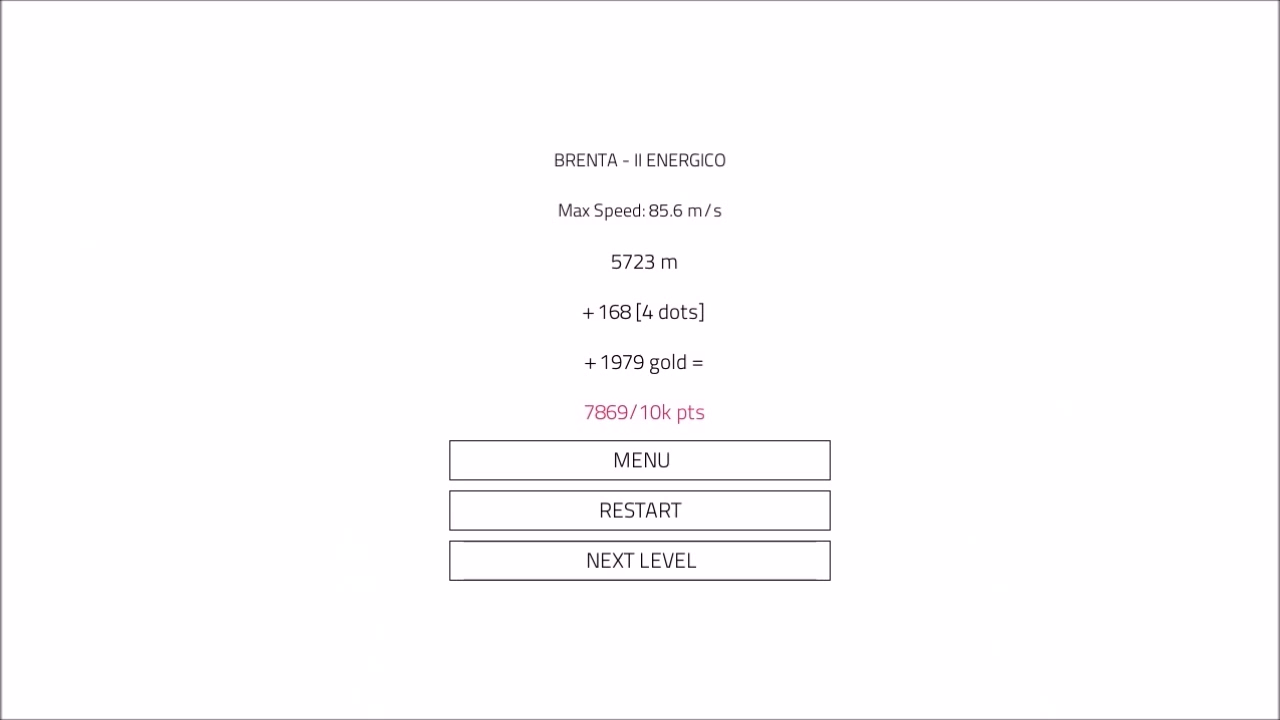 BRENTA - II ENERGICO
Max Speed: 85.6 m/s
5723 m
+ 168 [4 dots]
+ 1979 gold =
7869/10k pts
MENU
RESTART
NEXT LEVEL